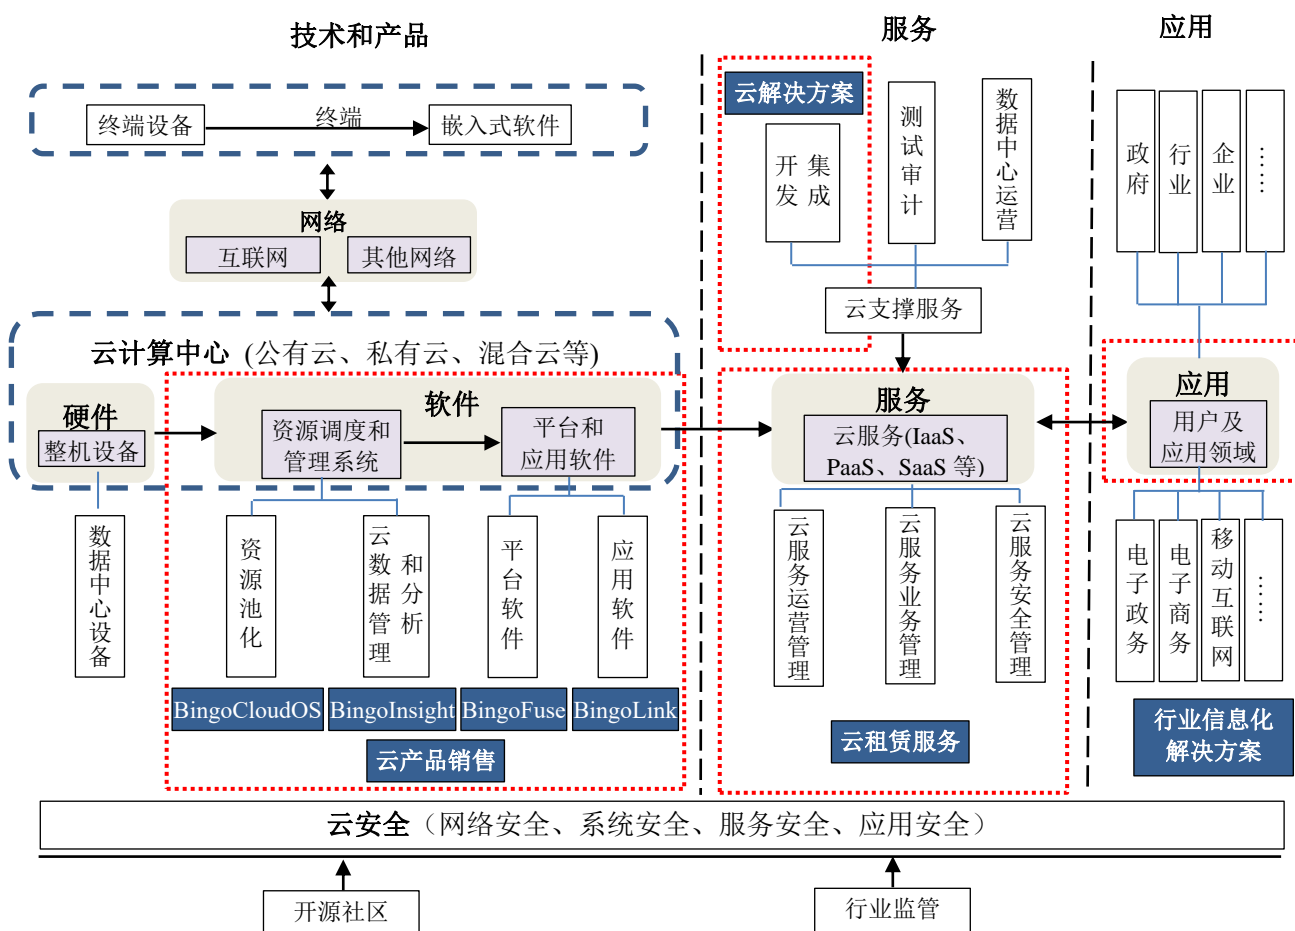 技术和产品
服务
应用
终端设备
终端
嵌入式软件
网络
互联网
其他网络
云解决方案
开发
集成
测试审计
数据中心运营
云支撑服务
政府
行业
企业
……
云计算中心 (公有云、私有云、混合云等)
硬件
整机设备
软件
资源调度和
管理系统
平台和
应用软件
服务
云服务(IaaS、
PaaS、SaaS 等)
应用
用户及
应用领域
数据中心设备
资源池化
云数据管理
和分析
平台软件
应用软件
云服务运营管理
云服务业务管理
云服务安全管理
电子政务
电子商务
移动互联网
……
BingoCloudOS
BingoInsight
BingoFuse
BingoLink
云产品销售
云租赁服务
行业信息化
解决方案
云安全（网络安全、系统安全、服务安全、应用安全）
开源社区
行业监管